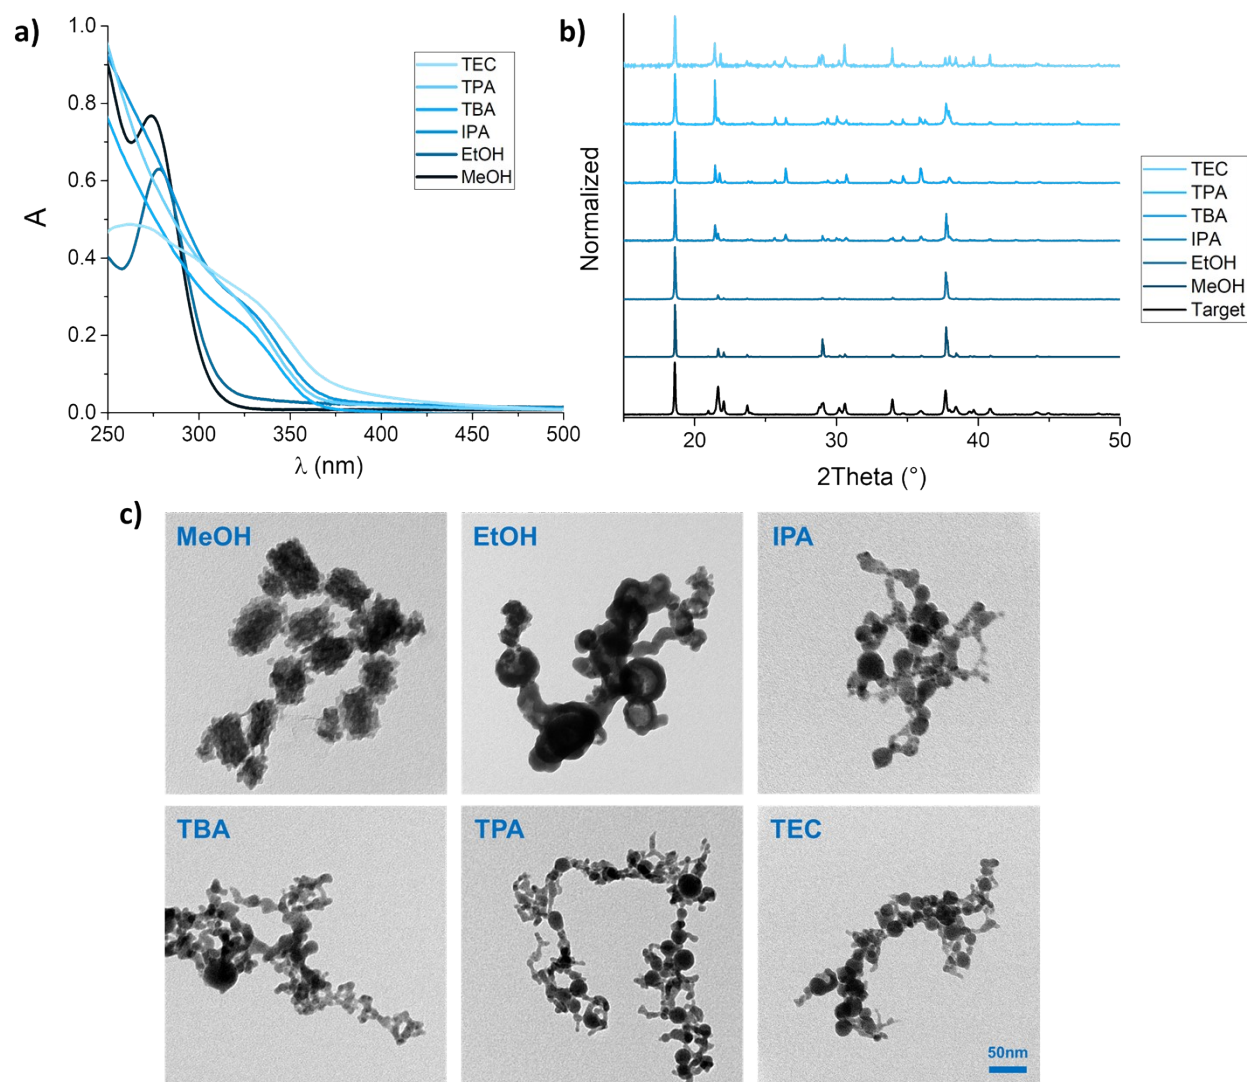 a)
1.0
0.8
0.6
0.4
0.2
0.0
A
250
300
350
400
450
500
λ (nm)
TEC
TPA
TBA
IPA
EtOH
MeOH
b)
Normalized
20
30
40
50
2Theta (°)
TEC
TPA
TBA
IPA
EtOH
MeOH
Target
c)
MeOH
EtOH
IPA
TBA
TPA
TEC
50nm